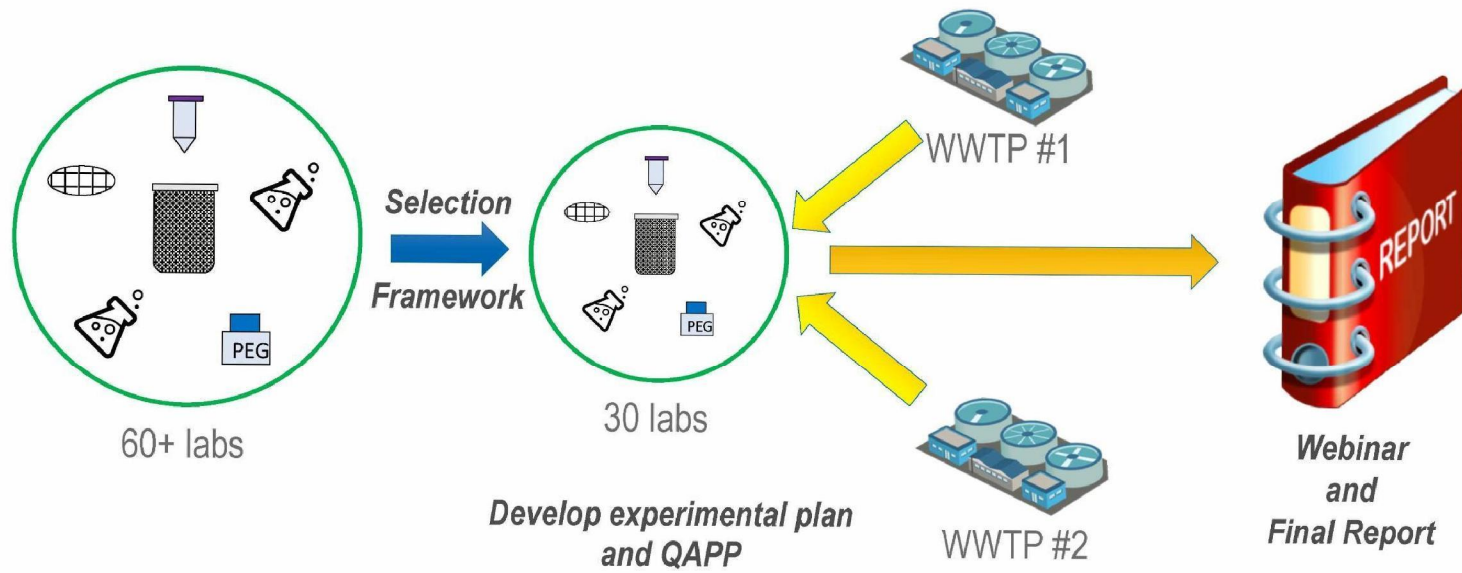 PEG
60+ labs
Selection
Framework
PEG
30 labs
Develop experimental plan
and QAPP
WWTP #1
WWTP #2
REPORT
Webinar
and
Final Report